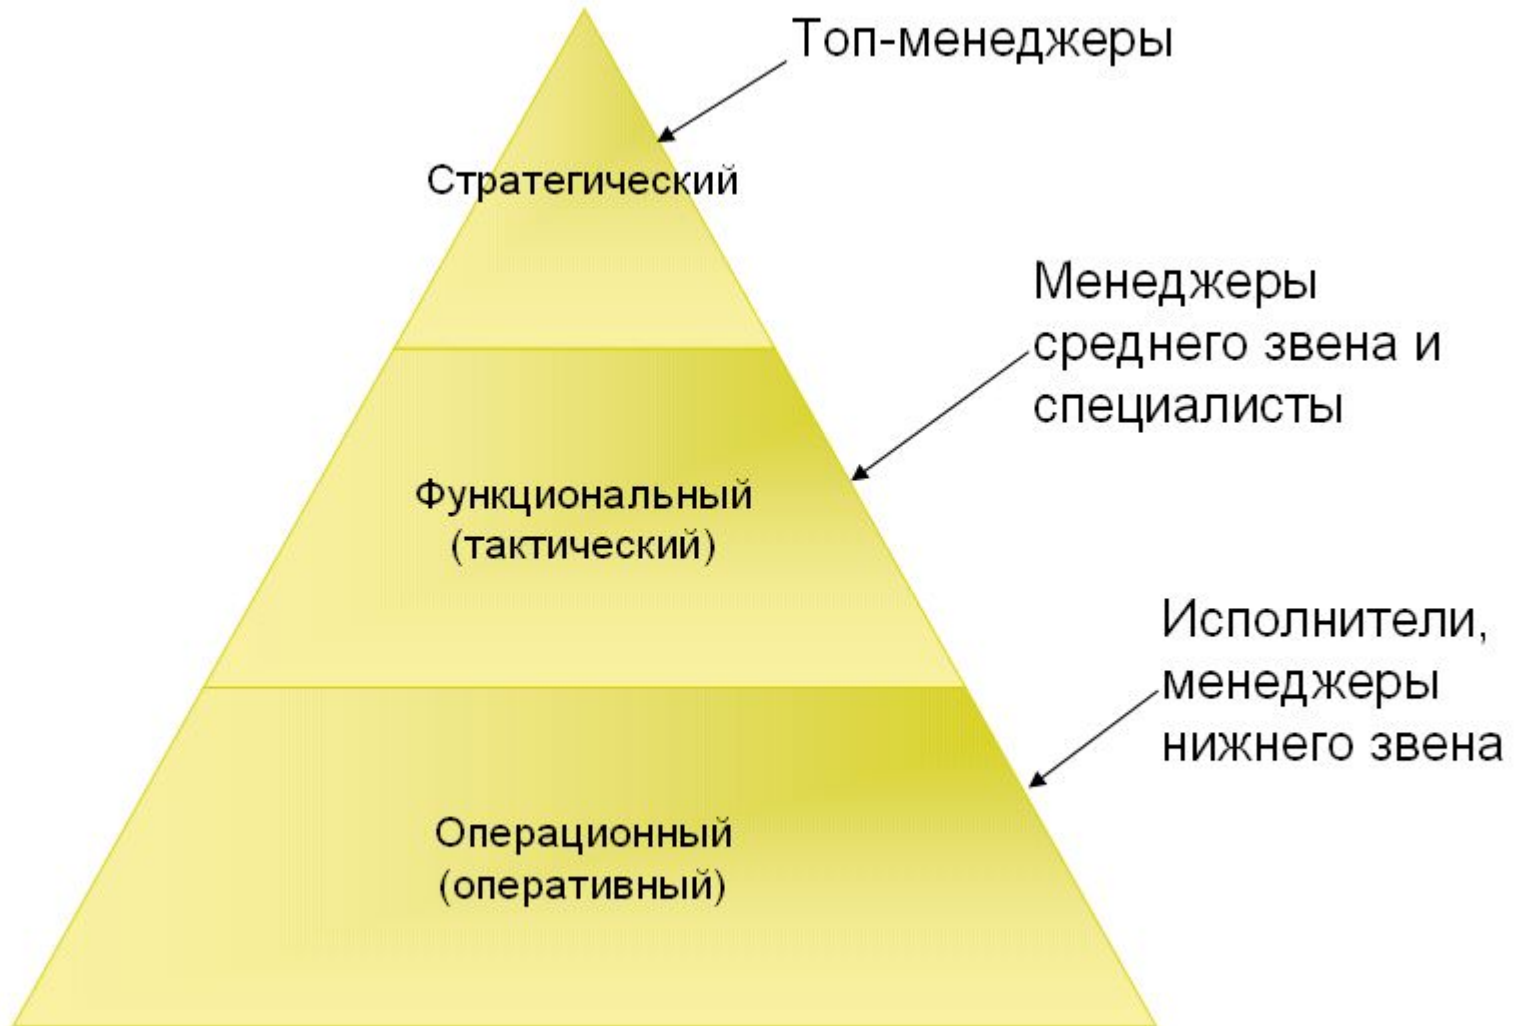 Топ-менеджеры
Стратегический
Менеджеры
среднего звена и
специалисты
Функциональный
(тактический)
Исполнители,
менеджеры
нижнего звена
Операционный
(оперативный)